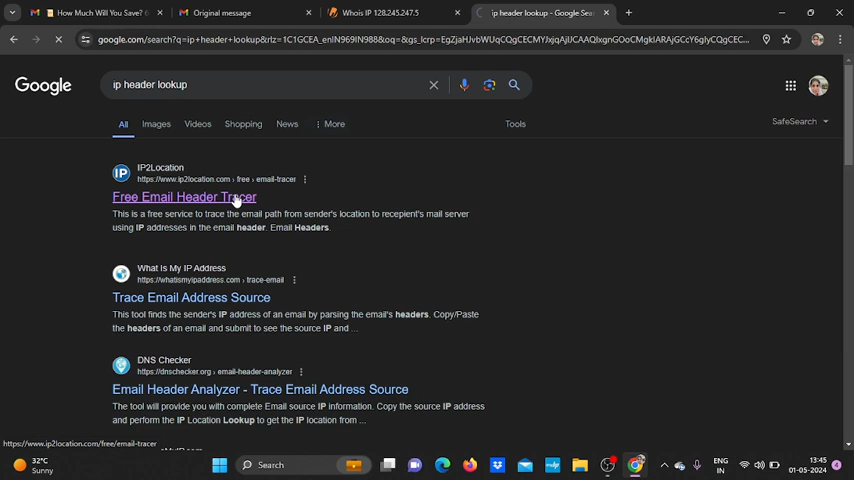 How Much Will You Save? 6
Original message
Whois IP 128.245.247.5
ip header lookup - Google Sea
google.com/search?q=ip+header+lookup&rlz=1C1GCEA_enIN969IN988&oq=&gs_lcrp=EgZjaHJvbWUqCQgCECMYJxjqAjIJCAAQIxgnGOoCMgkIARAjGCcY6gIyCQgCEC...
Google
ip header lookup
All Images Videos Shopping News More Tools
SafeSearch
IP
IP2Location
https://www.ip2location.com › free › email-tracer
Free Email Header Tracer
This is a free service to trace the email path from sender's location to recepient's mail server
using IP addresses in the email header. Email Headers.
What Is My IP Address
https://whatismyipaddress.com › trace-email
Trace Email Address Source
This tool finds the sender's IP address of an email by parsing the email's headers. Copy/Paste
the headers of an email and submit to see the source IP and ...
DNS Checker
https://dnschecker.org › email-header-analyzer
Email Header Analyzer - Trace Email Address Source
The tool will provide you with complete Email source IP information. Copy the source IP address
and perform the IP Location Lookup to get the IP location from ...
https://www.ip2location.com/free/email-tracer
32°C
Sunny
Search
ENG
IN
13:45
01-05-2024
4